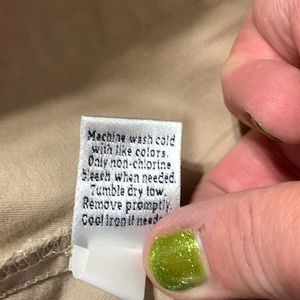 Machine wash cold
with like colors.
Only non-chlorine
bleach when needed.
Tumble dry low.
Remove promptly.
Cool iron if needed